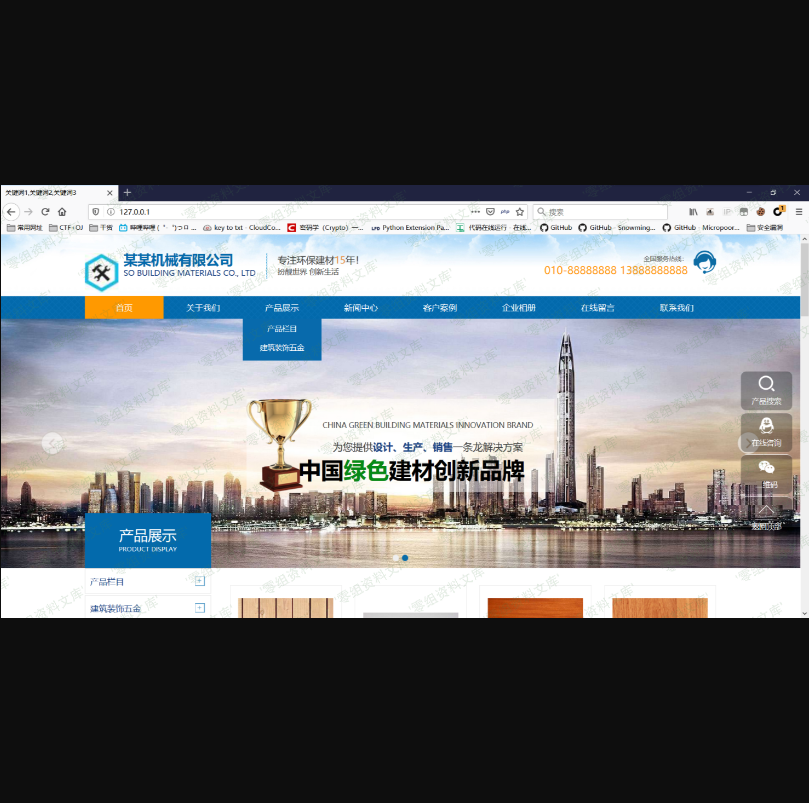 关键词1,关键词2,关键词3
127.0.0.1
php
搜索
常用网址 CTF+OJ 干货 key to txt · CloudCo... 密码学 (Crypto) 一... Python Extension Pa... 代码在线运行 在线... GitHub GitHub · Snowming... GitHub · Micropoor... 安全漏洞
某某机械有限公司
SO BUILDING MATERIALS CO., LTD
专注环保建材15年!
扮靓世界 创新生活
全国服务热线:
010-88888888 13888888888
首页 关于我们 产品展示 新闻中心 客户案例 企业相册 在线留言 联系我们
产品栏目
建筑装饰五金
CHINA GREEN BUILDING MATERIALS INNOVATION BRAND
为您提供设计、生产、销售一条龙解决方案
中国绿色建材创新品牌
产品搜索
在线咨询
二维码
返回顶部
产品展示
PRODUCT DISPLAY
产品栏目
建筑装饰五金
零组资料文库